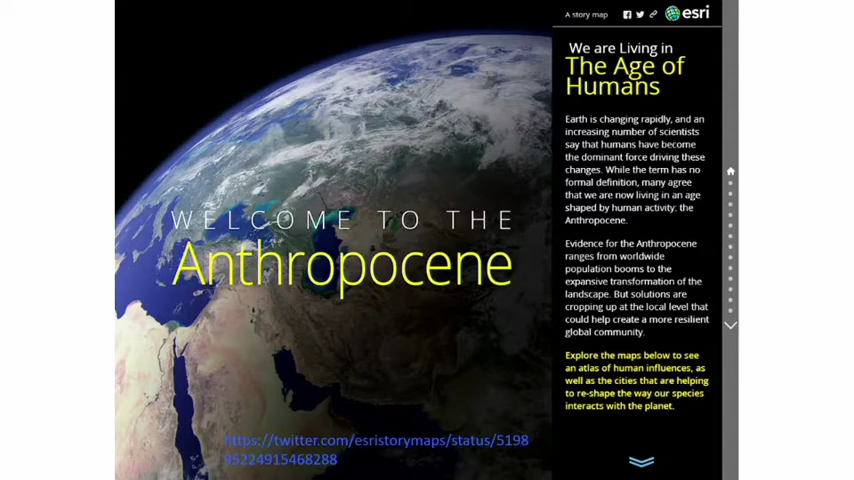 A story map
esri
We are Living in
The Age of
Humans
Earth is changing rapidly, and an
increasing number of scientists
say that humans have become
the dominant force driving these
changes. While the term has no
formal definition, many agree
that we are now living in an age
shaped by human activity: the
Anthropocene.
Evidence for the Anthropocene
ranges from worldwide
population booms to the
expansive transformation of the
landscape. But solutions are
cropping up at the local level that
could help create a more resilient
global community.
Explore the maps below to see
an atlas of human influences, as
well as the cities that are helping
to re-shape the way our species
interacts with the planet.
WELCOME TO THE
Anthropocene
https://twitter.com/esristorymaps/status/5198
95224915468288